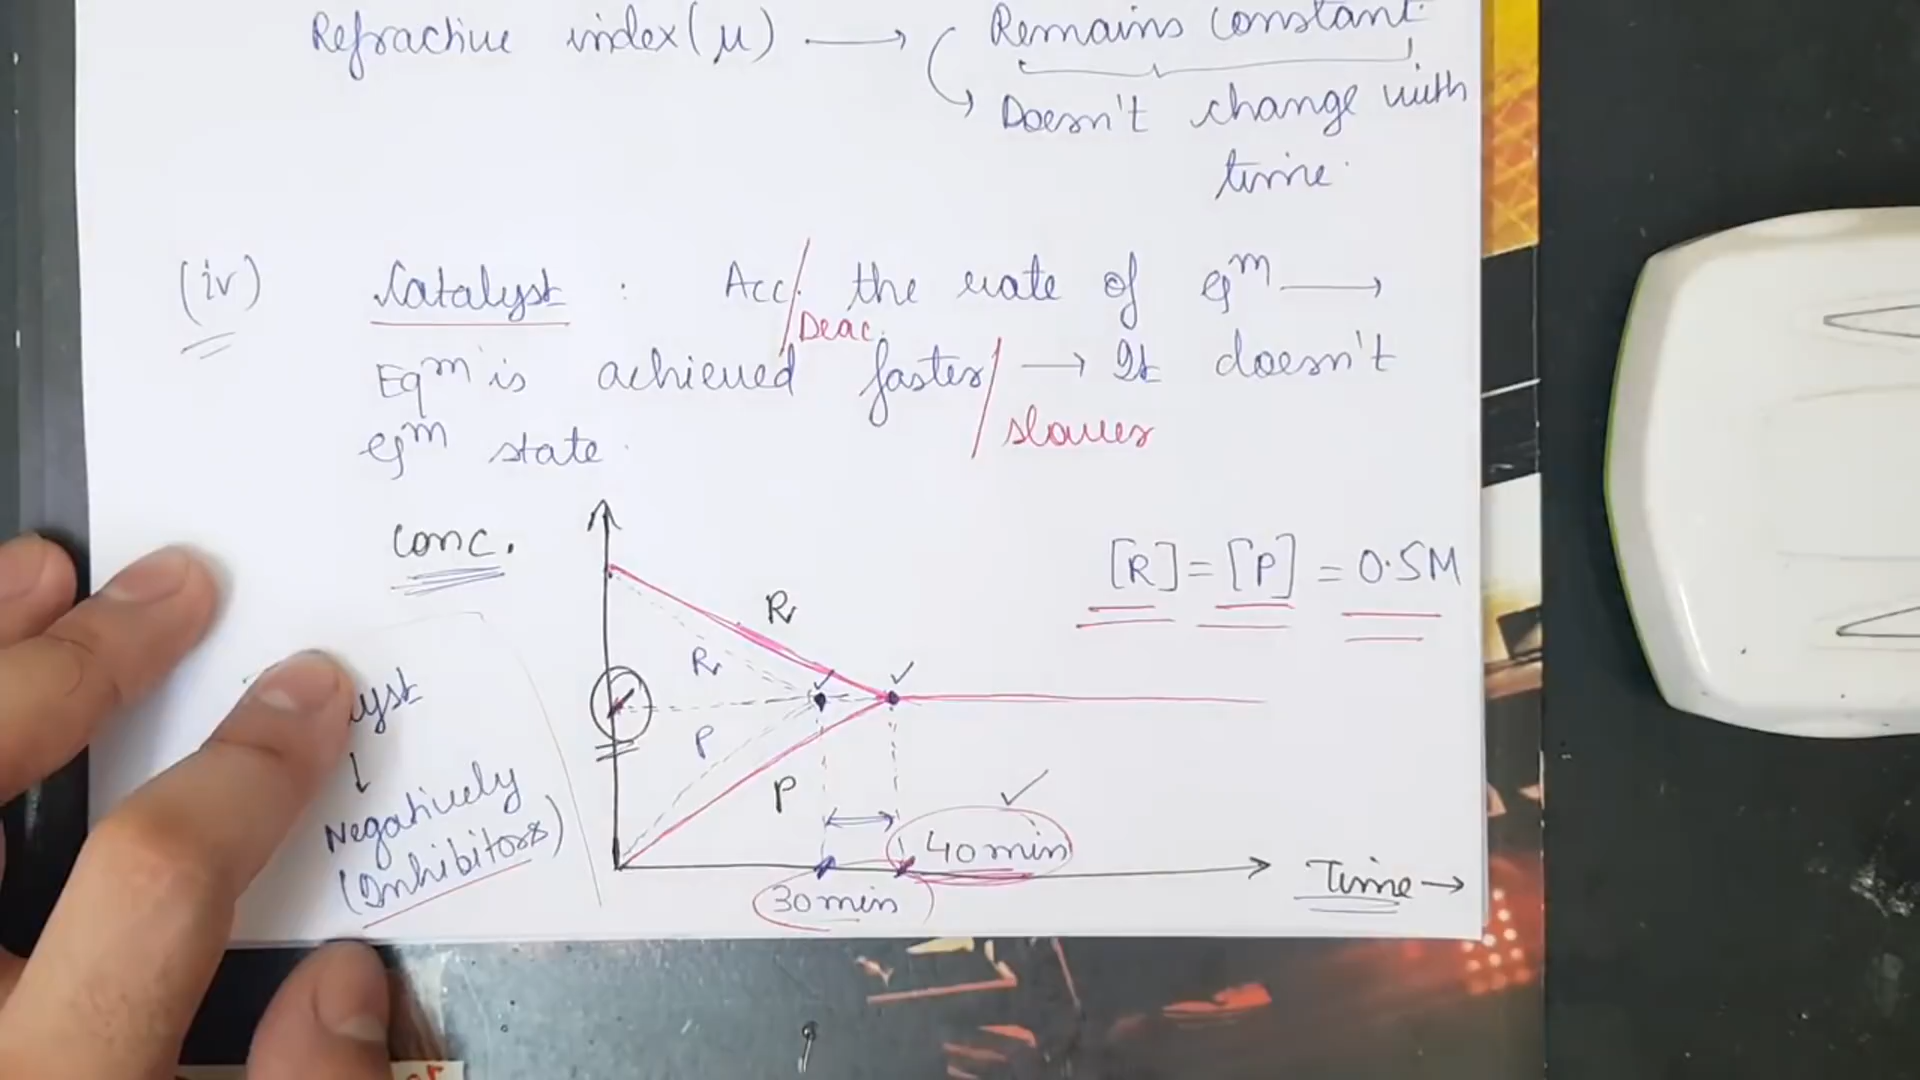 Refractive index (μ) ⟶ Remains constant.
↳ Doesn't change with
time.
(iv) Catalyst : Acc./Deac. the rate of eqᵐ ⟶
Eqᵐ is achieved faster/slower → It doesn't
eqᵐ state.
Conc.
[R] = [P] = 0.5M
R
R
P
P
yst
↓
Negatively
(Inhibitors)
40 min
30 min
Time →